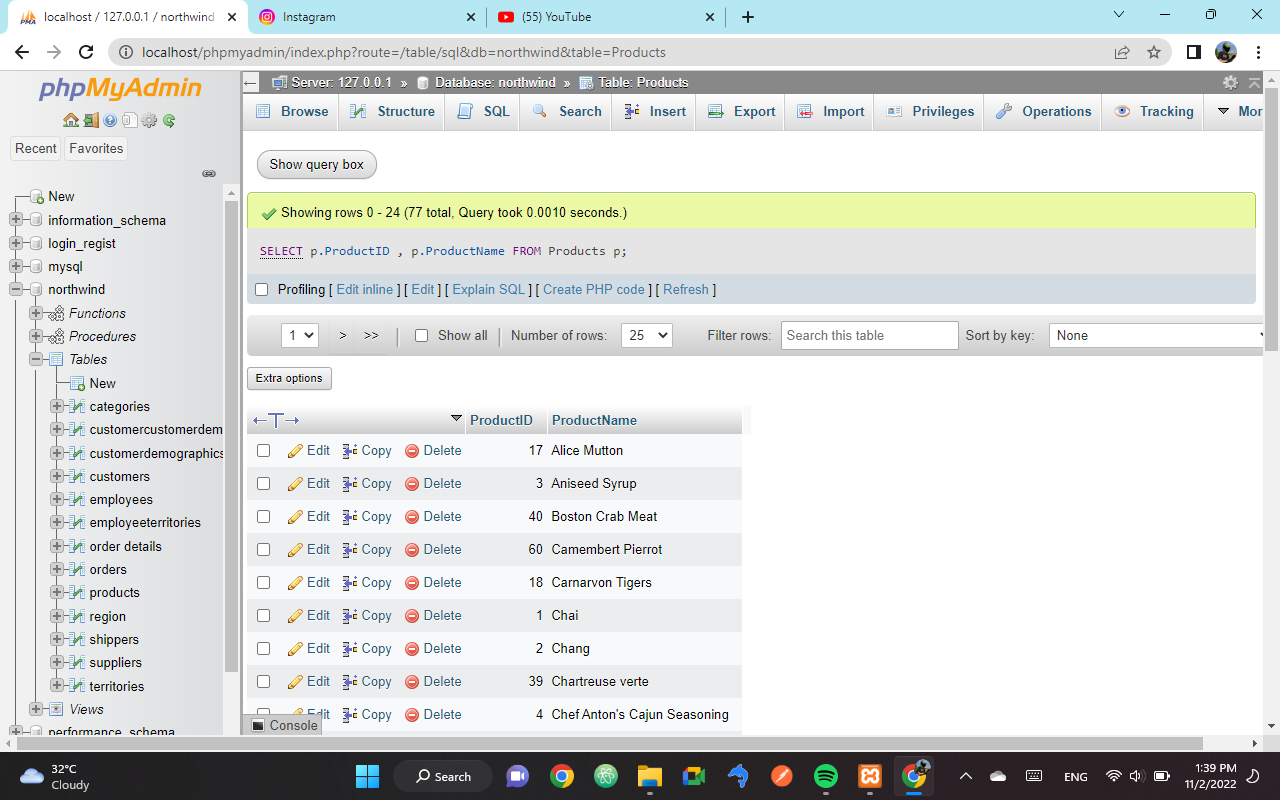 localhost / 127.0.0.1 / northwind
Instagram
(55) YouTube
localhost/phpmyadmin/index.php?route=/table/sql&db=northwind&table=Products
phpMyAdmin
Recent
Favorites
New
information_schema
login_regist
mysql
northwind
Functions
Procedures
Tables
New
categories
customercustomerdem
customerdemographics
customers
employees
employeeterritories
order details
orders
products
region
shippers
suppliers
territories
Views
performance_schema
Server: 127.0.0.1 » Database: northwind » Table: Products
Browse Structure SQL Search Insert Export Import Privileges Operations Tracking Mor
Show query box
Showing rows 0 - 24 (77 total, Query took 0.0010 seconds.)
SELECT p.ProductID , p.ProductName FROM Products p;
Profiling [ Edit inline ] [ Edit ] [ Explain SQL ] [ Create PHP code ] [ Refresh ]
1 > >> Show all Number of rows: 25 Filter rows: Search this table Sort by key: None
Extra options
ProductID ProductName
Edit Copy Delete 17 Alice Mutton
Edit Copy Delete 3 Aniseed Syrup
Edit Copy Delete 40 Boston Crab Meat
Edit Copy Delete 60 Camembert Pierrot
Edit Copy Delete 18 Carnarvon Tigers
Edit Copy Delete 1 Chai
Edit Copy Delete 2 Chang
Edit Copy Delete 39 Chartreuse verte
Edit Copy Delete 4 Chef Anton's Cajun Seasoning
Console
32°C
Cloudy
Search
ENG
1:39 PM
11/2/2022